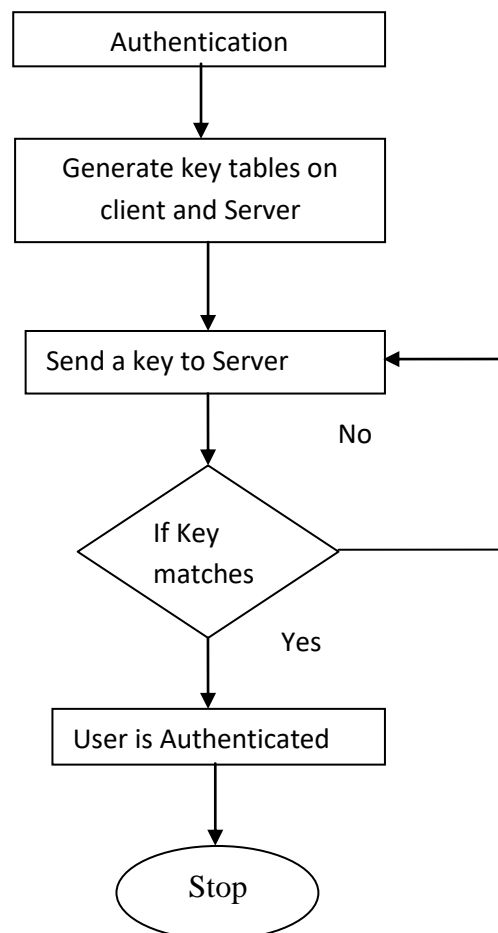 Authentication
Generate key tables on
client and Server
Send a key to Server
No
If Key
matches
Yes
User is Authenticated
Stop